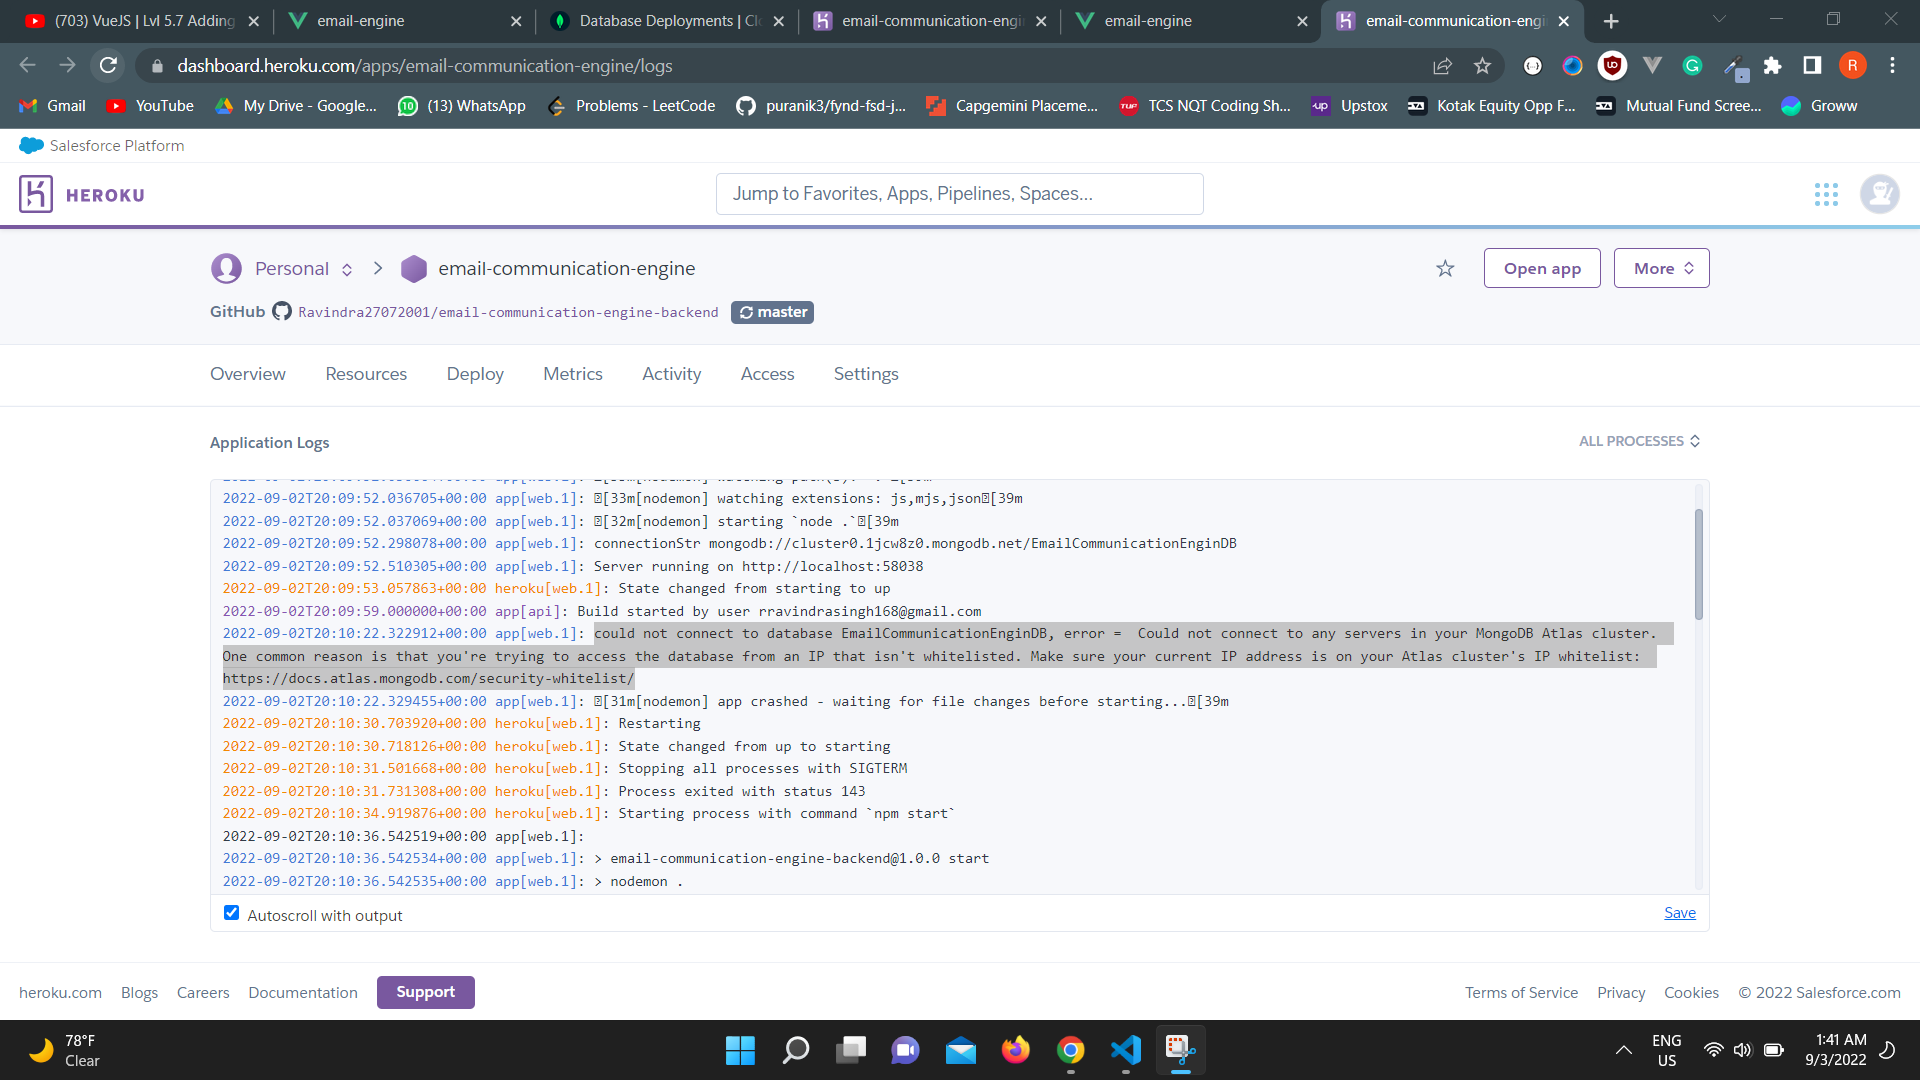 (703) VueJS | Lvl 5.7 Adding
email-engine
Database Deployments | Clo
email-communication-engin
email-engine
email-communication-engin
dashboard.heroku.com/apps/email-communication-engine/logs
R
Gmail
YouTube
My Drive - Google...
(13) WhatsApp
Problems - LeetCode
puranik3/fynd-fsd-j...
Capgemini Placeme...
TCS NQT Coding Sh...
Upstox
Kotak Equity Opp F...
Mutual Fund Scree...
Groww
Salesforce Platform
HEROKU
Jump to Favorites, Apps, Pipelines, Spaces...
Personal
email-communication-engine
Open app
More
GitHub Ravindra27072001/email-communication-engine-backend master
Overview
Resources
Deploy
Metrics
Activity
Access
Settings
Application Logs
ALL PROCESSES
2022-09-02T20:09:52.036705+00:00 app[web.1]: [33m[nodemon] watching extensions: js,mjs,json[39m
2022-09-02T20:09:52.037069+00:00 app[web.1]: [32m[nodemon] starting `node .`[39m
2022-09-02T20:09:52.298078+00:00 app[web.1]: connectionStr mongodb://cluster0.1jcw8z0.mongodb.net/EmailCommunicationEnginDB
2022-09-02T20:09:52.510305+00:00 app[web.1]: Server running on http://localhost:58038
2022-09-02T20:09:53.057863+00:00 heroku[web.1]: State changed from starting to up
2022-09-02T20:09:59.000000+00:00 app[api]: Build started by user rravindrasingh168@gmail.com
2022-09-02T20:10:22.322912+00:00 app[web.1]: could not connect to database EmailCommunicationEnginDB, error =  Could not connect to any servers in your MongoDB Atlas cluster.
One common reason is that you're trying to access the database from an IP that isn't whitelisted. Make sure your current IP address is on your Atlas cluster's IP whitelist:
https://docs.atlas.mongodb.com/security-whitelist/
2022-09-02T20:10:22.329455+00:00 app[web.1]: [31m[nodemon] app crashed - waiting for file changes before starting...[39m
2022-09-02T20:10:30.703920+00:00 heroku[web.1]: Restarting
2022-09-02T20:10:30.718126+00:00 heroku[web.1]: State changed from up to starting
2022-09-02T20:10:31.501668+00:00 heroku[web.1]: Stopping all processes with SIGTERM
2022-09-02T20:10:31.731308+00:00 heroku[web.1]: Process exited with status 143
2022-09-02T20:10:34.919876+00:00 heroku[web.1]: Starting process with command `npm start`
2022-09-02T20:10:36.542519+00:00 app[web.1]:
2022-09-02T20:10:36.542534+00:00 app[web.1]: > email-communication-engine-backend@1.0.0 start
2022-09-02T20:10:36.542535+00:00 app[web.1]: > nodemon .
Autoscroll with output
Save
heroku.com
Blogs
Careers
Documentation
Support
Terms of Service
Privacy
Cookies
© 2022 Salesforce.com
78°F
Clear
ENG
US
1:41 AM
9/3/2022